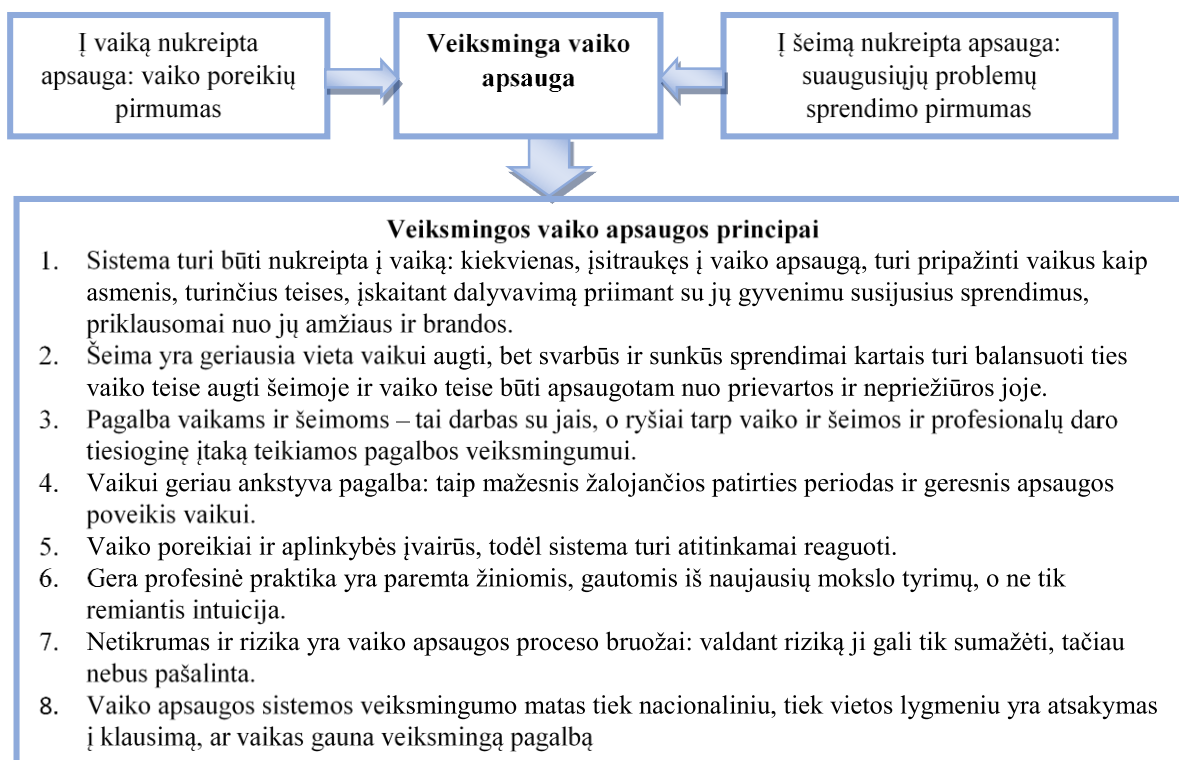 Į vaiką nukreipta
apsauga: vaiko poreikių
pirmumas
Veiksminga vaiko
apsauga
Į šeimą nukreipta apsauga:
suaugusiųjų problemų
sprendimo pirmumas
Veiksmingos vaiko apsaugos principai
1. Sistema turi būti nukreipta į vaiką: kiekvienas, įsitraukęs į vaiko apsaugą, turi pripažinti vaikus kaip
asmenis, turinčius teises, įskaitant dalyvavimą priimant su jų gyvenimu susijusius sprendimus,
priklausomai nuo jų amžiaus ir brandos.
2. Šeima yra geriausia vieta vaikui augti, bet svarbūs ir sunkūs sprendimai kartais turi balansuoti ties
vaiko teise augti šeimoje ir vaiko teise būti apsaugotam nuo prievartos ir nepriežiūros joje.
3. Pagalba vaikams ir šeimoms – tai darbas su jais, o ryšiai tarp vaiko ir šeimos ir profesionalų daro
tiesioginę įtaką teikiamos pagalbos veiksmingumui.
4. Vaikui geriau ankstyva pagalba: taip mažesnis žalojančios patirties periodas ir geresnis apsaugos
poveikis vaikui.
5. Vaiko poreikiai ir aplinkybės įvairūs, todėl sistema turi atitinkamai reaguoti.
6. Gera profesinė praktika yra paremta žiniomis, gautomis iš naujausių mokslo tyrimų, o ne tik
remiantis intuicija.
7. Netikrumas ir rizika yra vaiko apsaugos proceso bruožai: valdant riziką ji gali tik sumažėti, tačiau
nebus pašalinta.
8. Vaiko apsaugos sistemos veiksmingumo matas tiek nacionaliniu, tiek vietos lygmeniu yra atsakymas
į klausimą, ar vaikas gauna veiksmingą pagalbą